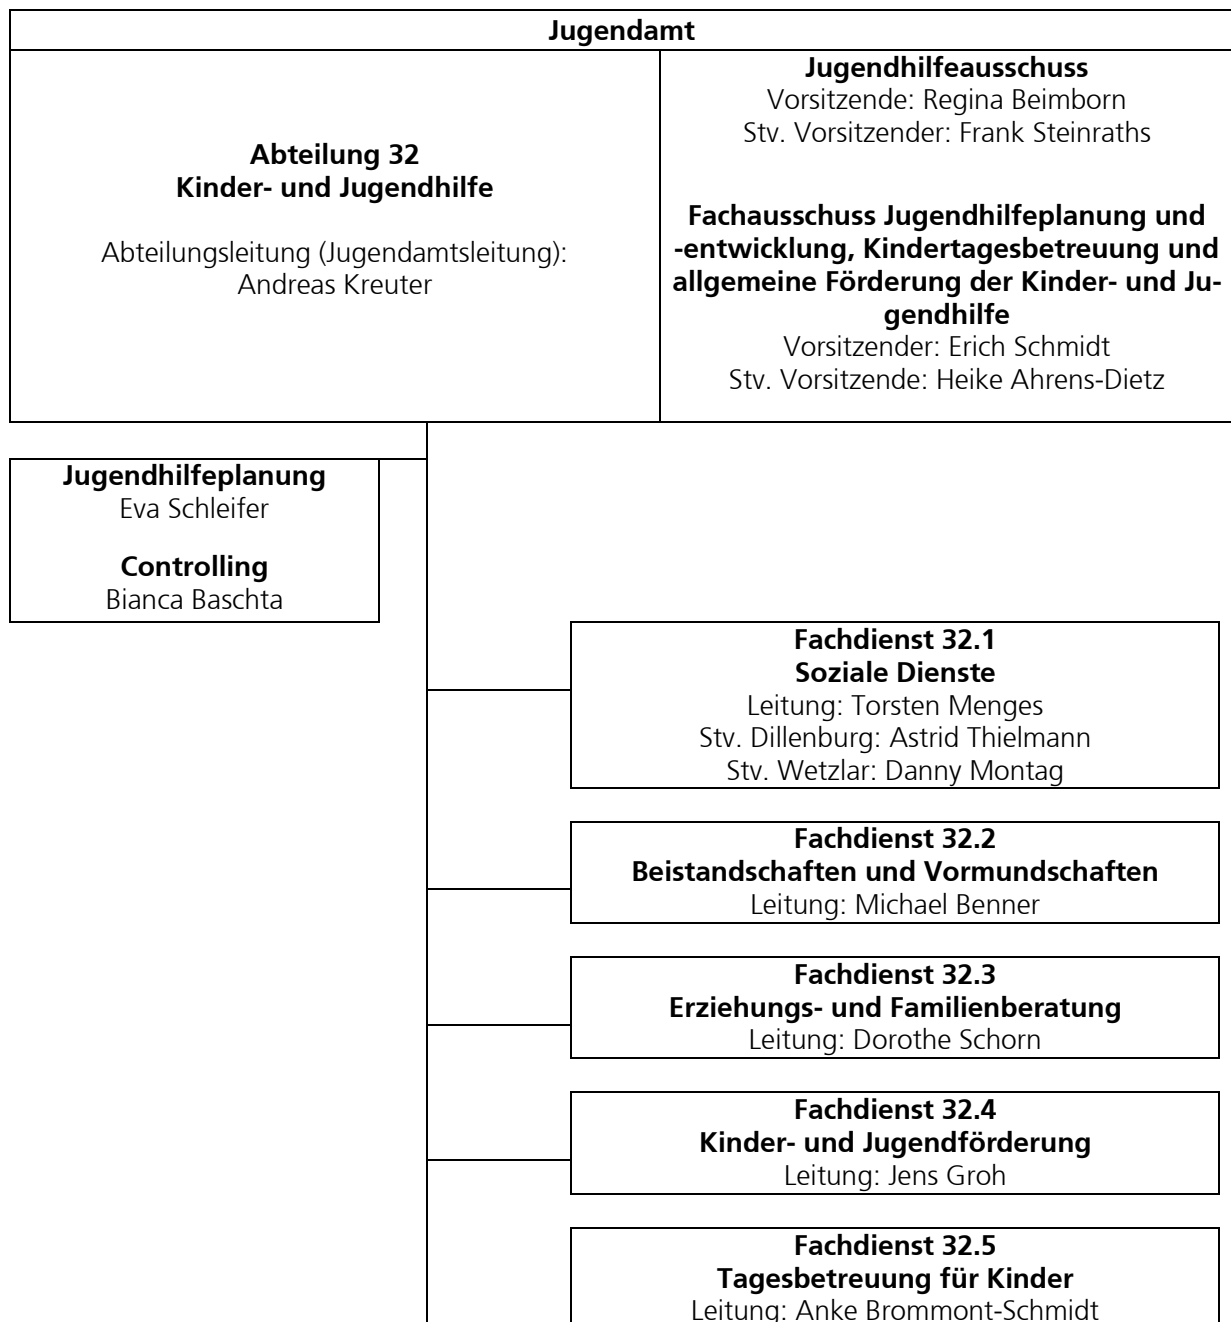 Jugendamt
Abteilung 32
Kinder- und Jugendhilfe
Abteilungsleitung (Jugendamtsleitung):
Andreas Kreuter
Jugendhilfeausschuss
Vorsitzende: Regina Beimborn
Stv. Vorsitzender: Frank Steinraths
Fachausschuss Jugendhilfeplanung und
-entwicklung, Kindertagesbetreuung und
allgemeine Förderung der Kinder- und Ju-
gendhilfe
Vorsitzender: Erich Schmidt
Stv. Vorsitzende: Heike Ahrens-Dietz
Jugendhilfeplanung
Eva Schleifer
Controlling
Bianca Baschta
Fachdienst 32.1
Soziale Dienste
Leitung: Torsten Menges
Stv. Dillenburg: Astrid Thielmann
Stv. Wetzlar: Danny Montag
Fachdienst 32.2
Beistandschaften und Vormundschaften
Leitung: Michael Benner
Fachdienst 32.3
Erziehungs- und Familienberatung
Leitung: Dorothe Schorn
Fachdienst 32.4
Kinder- und Jugendförderung
Leitung: Jens Groh
Fachdienst 32.5
Tagesbetreuung für Kinder
Leitung: Anke Brommont-Schmidt